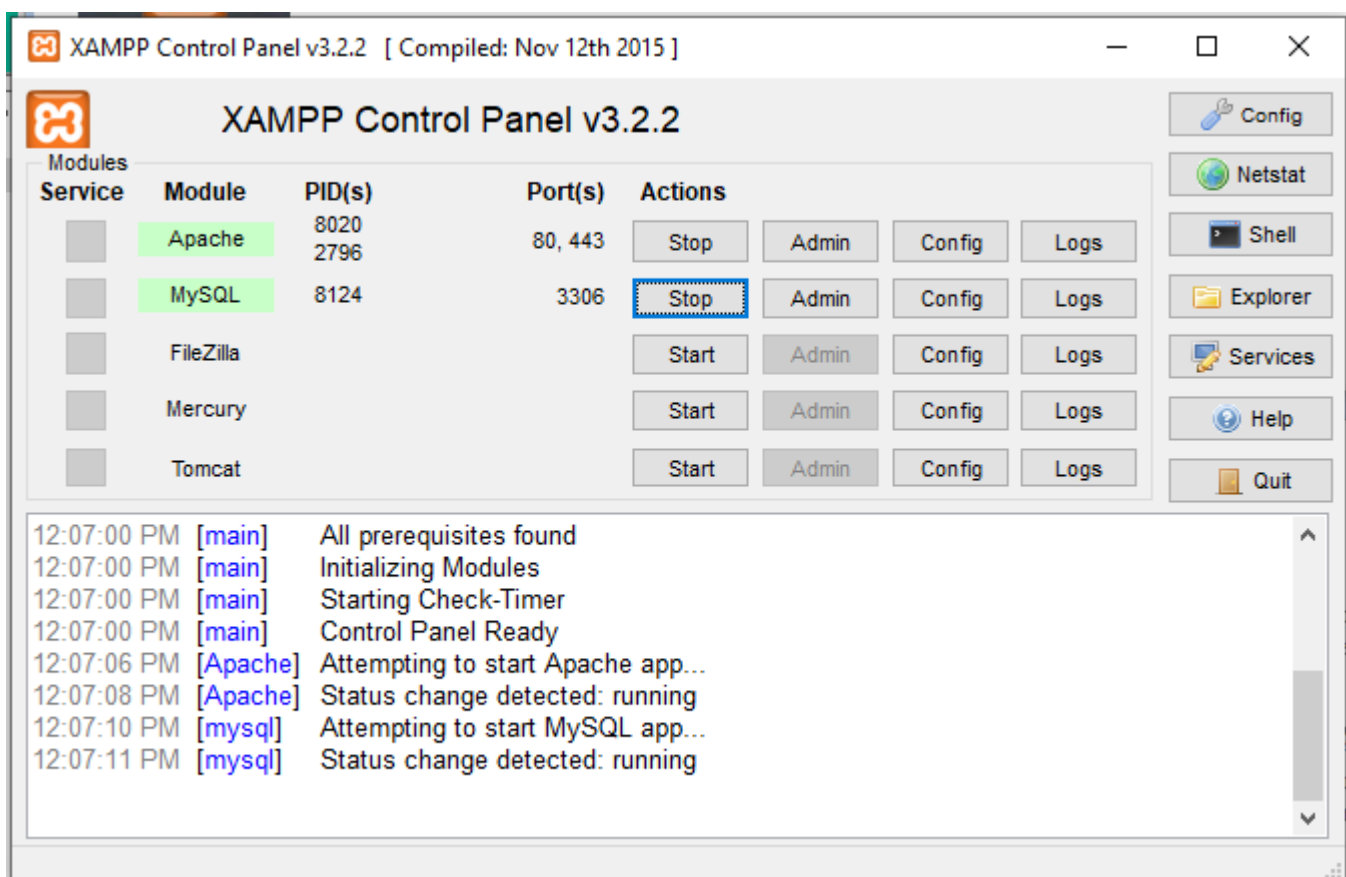 XAMPP Control Panel v3.2.2 [ Compiled: Nov 12th 2015 ]
XAMPP Control Panel v3.2.2
Config
Modules
Service Module PID(s) Port(s) Actions
Netstat
Apache 8020 2796 80, 443 Stop Admin Config Logs
Shell
MySQL 8124 3306 Stop Admin Config Logs
Explorer
FileZilla Start Admin Config Logs
Services
Mercury Start Admin Config Logs
Help
Tomcat Start Admin Config Logs
Quit
12:07:00 PM [main] All prerequisites found
12:07:00 PM [main] Initializing Modules
12:07:00 PM [main] Starting Check-Timer
12:07:00 PM [main] Control Panel Ready
12:07:06 PM [Apache] Attempting to start Apache app...
12:07:08 PM [Apache] Status change detected: running
12:07:10 PM [mysql] Attempting to start MySQL app...
12:07:11 PM [mysql] Status change detected: running